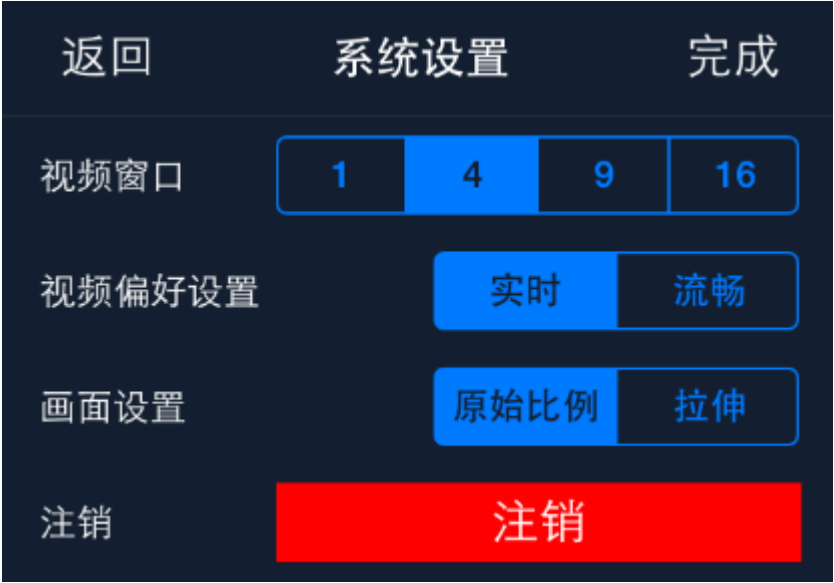 返回 系统设置 完成
视频窗口 1 4 9 16
视频偏好设置 实时 流畅
画面设置 原始比例 拉伸
注销 注销